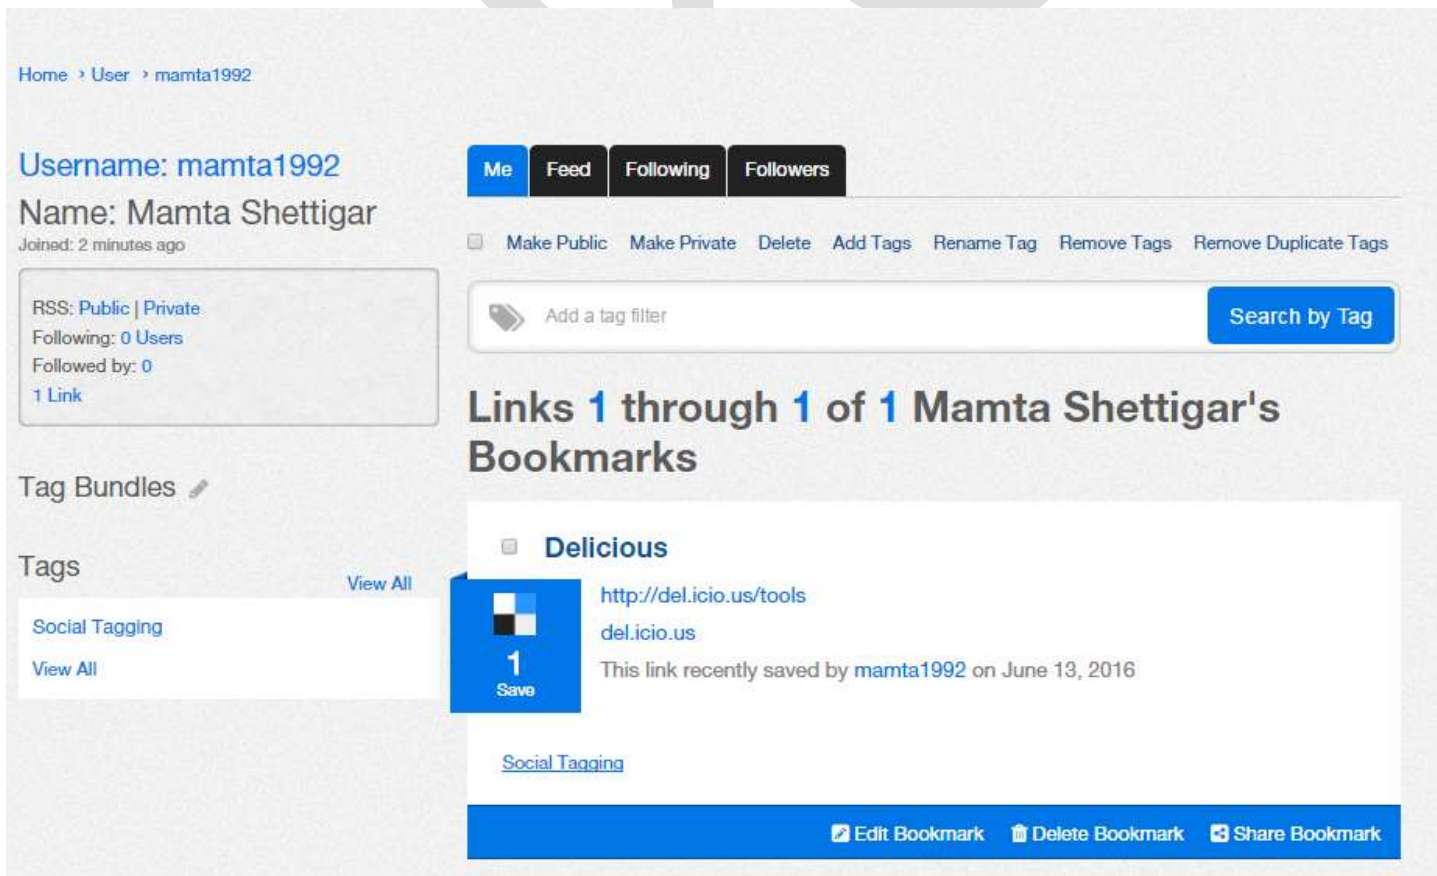 Home › User › mamta1992
Username: mamta1992
Name: Mamta Shettigar
Joined: 2 minutes ago
RSS: Public | Private
Following: 0 Users
Followed by: 0
1 Link
Tag Bundles
Tags
View All
Social Tagging
View All
Me Feed Following Followers
Make Public Make Private Delete Add Tags Rename Tag Remove Tags Remove Duplicate Tags
Add a tag filter Search by Tag
Links 1 through 1 of 1 Mamta Shettigar's
Bookmarks
Delicious
http://del.icio.us/tools
del.icio.us
1
Save
This link recently saved by mamta1992 on June 13, 2016
Social Tagging
Edit Bookmark Delete Bookmark Share Bookmark